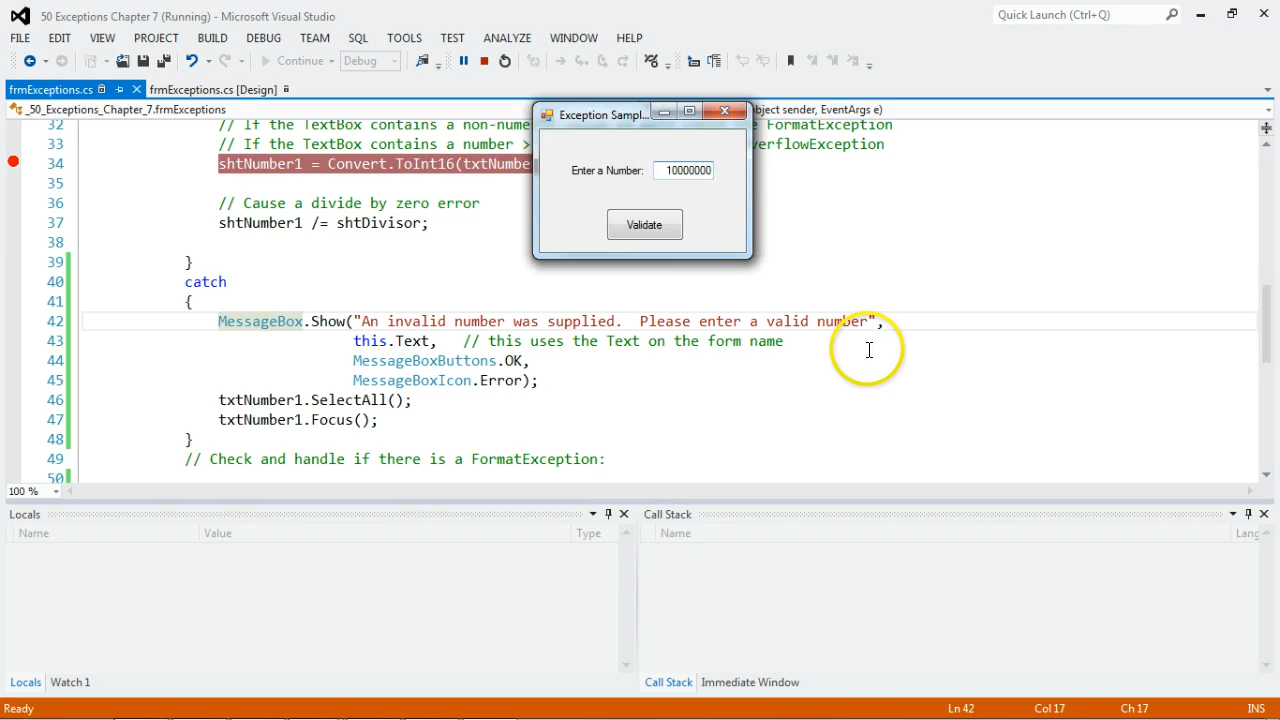 50 Exceptions Chapter 7 (Running) - Microsoft Visual Studio
Quick Launch (Ctrl+Q)
FILE EDIT VIEW PROJECT BUILD DEBUG TEAM SQL TOOLS TEST ANALYZE WINDOW HELP
Continue Debug
frmExceptions.cs frmExceptions.cs [Design]
_50_Exceptions_Chapter_7.frmExceptions
object sender, EventArgs e)
Exception Sampl...
Enter a Number: 10000000
Validate
32 // If the TextBox contains a FormatException
33 // If the TextBox contains a number >
34 shtNumber1 = Convert.ToInt16(txtNumbe
35
36 // Cause a divide by zero error
37 shtNumber1 /= shtDivisor;
38
39 }
40 catch
41 {
42 MessageBox.Show("An invalid number was supplied.  Please enter a valid number",
43 this.Text, // this uses the Text on the form name
44 MessageBoxButtons.OK,
45 MessageBoxIcon.Error);
46 txtNumber1.SelectAll();
47 txtNumber1.Focus();
48 }
49 // Check and handle if there is a FormatException:
50
100 %
Locals
Name Value Type
Call Stack
Name Lang
Locals Watch 1
Call Stack Immediate Window
Ready Ln 42 Col 17 Ch 17 INS